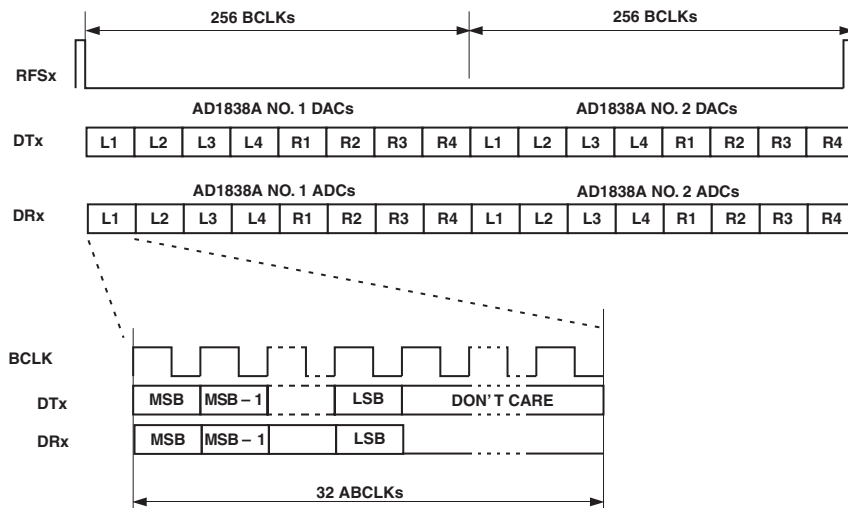 256 BCLKs 256 BCLKs
RFSx
AD1838A NO. 1 DACs AD1838A NO. 2 DACs
DTx L1 L2 L3 L4 R1 R2 R3 R4 L1 L2 L3 L4 R1 R2 R3 R4
AD1838A NO. 1 ADCs AD1838A NO. 2 ADCs
DRx L1 L2 L3 L4 R1 R2 R3 R4 L1 L2 L3 L4 R1 R2 R3 R4
BCLK
DTx MSB MSB – 1 LSB DON'T CARE
DRx MSB MSB – 1 LSB
32 ABCLKs